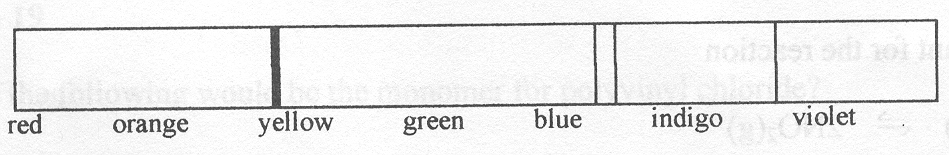 red orange yellow green blue indigo violet